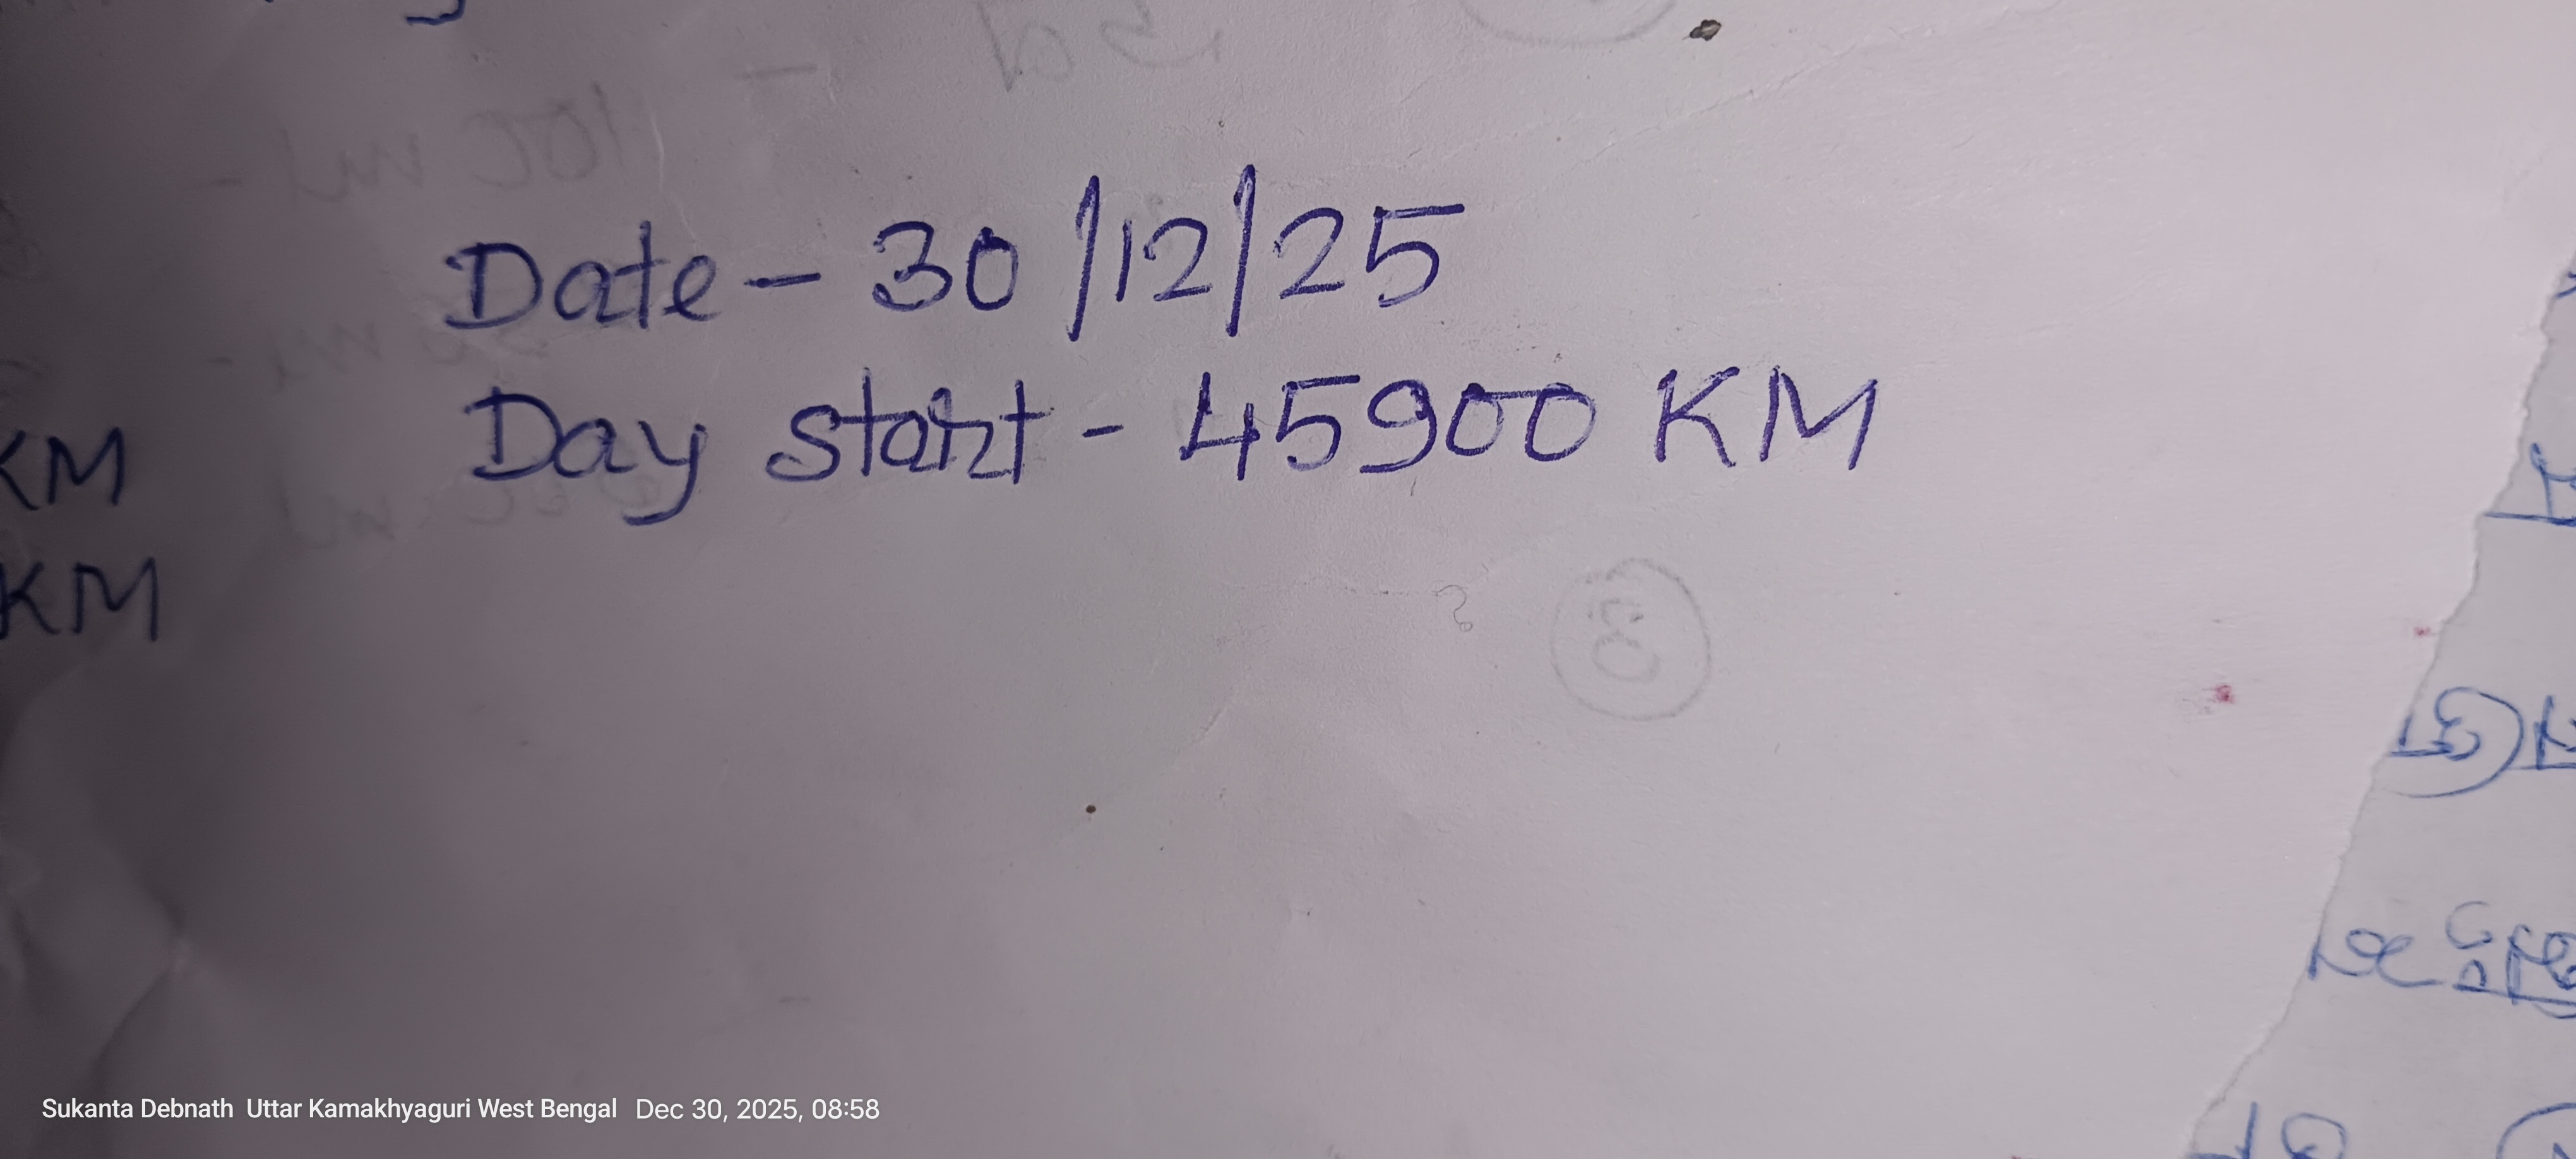 Date - 30/12/25
Day start - 45900 KM
KM
KM
8
Sukanta Debnath Uttar Kamakhyaguri West Bengal Dec 30, 2025, 08:58